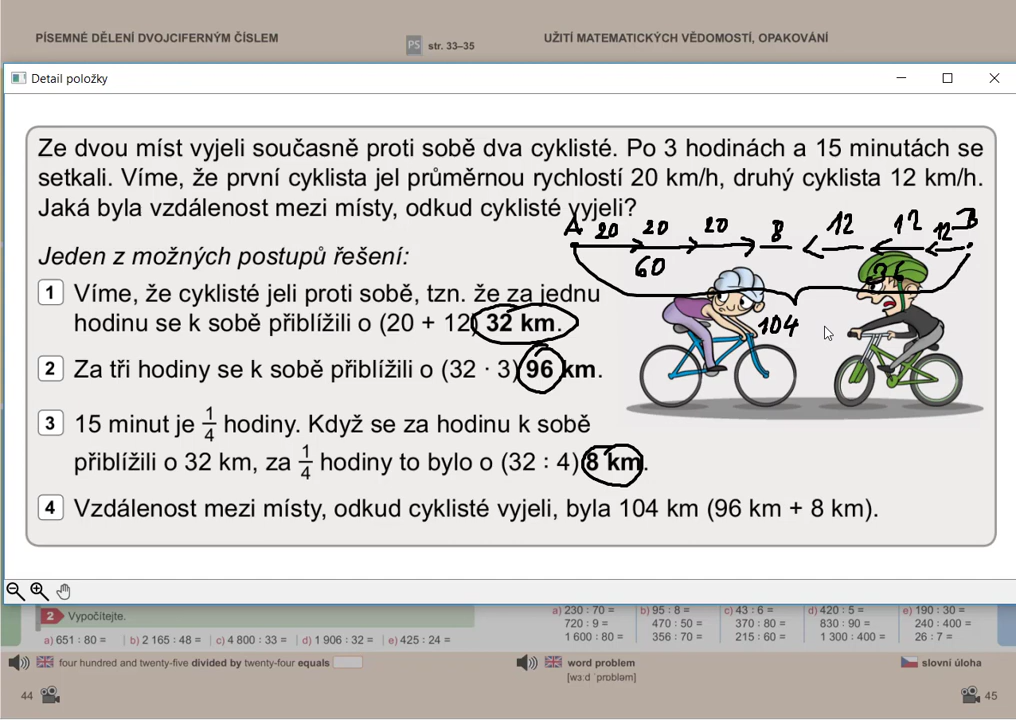 PÍSEMNÉ DĚLENÍ DVOJCIFERNÝM ČÍSLEM
PS str. 33–35
UŽITÍ MATEMATICKÝCH VĚDOMOSTÍ, OPAKOVÁNÍ
Detail položky
Ze dvou míst vyjeli současně proti sobě dva cyklisté. Po 3 hodinách a 15 minutách se
setkali. Víme, že první cyklista jel průměrnou rychlostí 20 km/h, druhý cyklista 12 km/h.
Jaká byla vzdálenost mezi místy, odkud cyklisté vyjeli?
A 20 20 20 8 12 12 12 B
60 36
104
Jeden z možných postupů řešení:
1 Víme, že cyklisté jeli proti sobě, tzn. že za jednu
hodinu se k sobě přiblížili o (20 + 12) 32 km.
2 Za tři hodiny se k sobě přiblížili o (32 · 3) 96 km.
3 15 minut je 1/4 hodiny. Když se za hodinu k sobě
přiblížili o 32 km, za 1/4 hodiny to bylo o (32 : 4) 8 km.
4 Vzdálenost mezi místy, odkud cyklisté vyjeli, byla 104 km (96 km + 8 km).
2 Vypočítejte.
a) 651 : 80 = b) 2 165 : 48 = c) 4 800 : 33 = d) 1 906 : 32 = e) 425 : 24 =
a) 230 : 70 = b) 95 : 8 = c) 43 : 6 = d) 420 : 5 = e) 190 : 30 =
720 : 9 = 470 : 50 = 370 : 80 = 830 : 90 = 240 : 400 =
1 600 : 80 = 356 : 70 = 215 : 60 = 1 300 : 400 = 26 : 7 =
four hundred and twenty-five divided by twenty-four equals
word problem
[wɜːd ˈprɒbləm]
slovní úloha
44
45